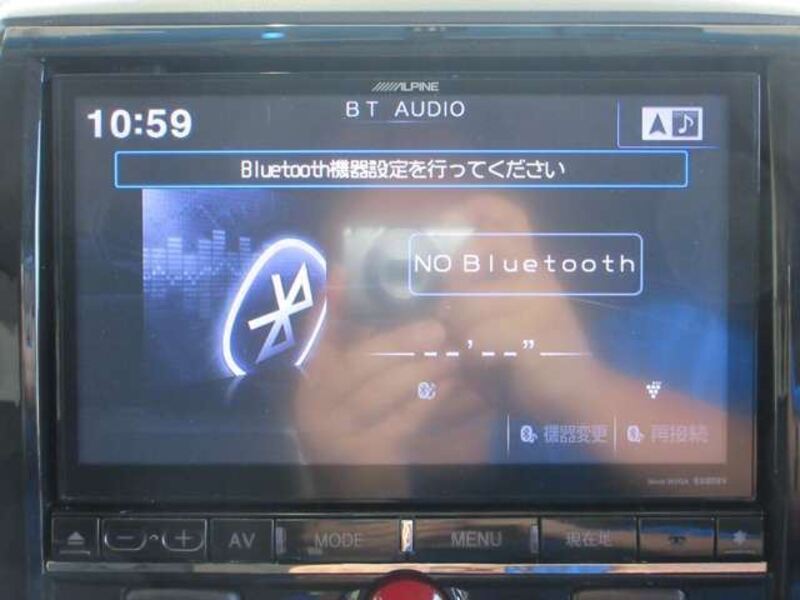 ALPINE
BT AUDIO
10:59
Bluetooth機器設定を行ってください
NO Bluetooth
--'--"
機器変更 再接続
AV MODE MENU 現在地